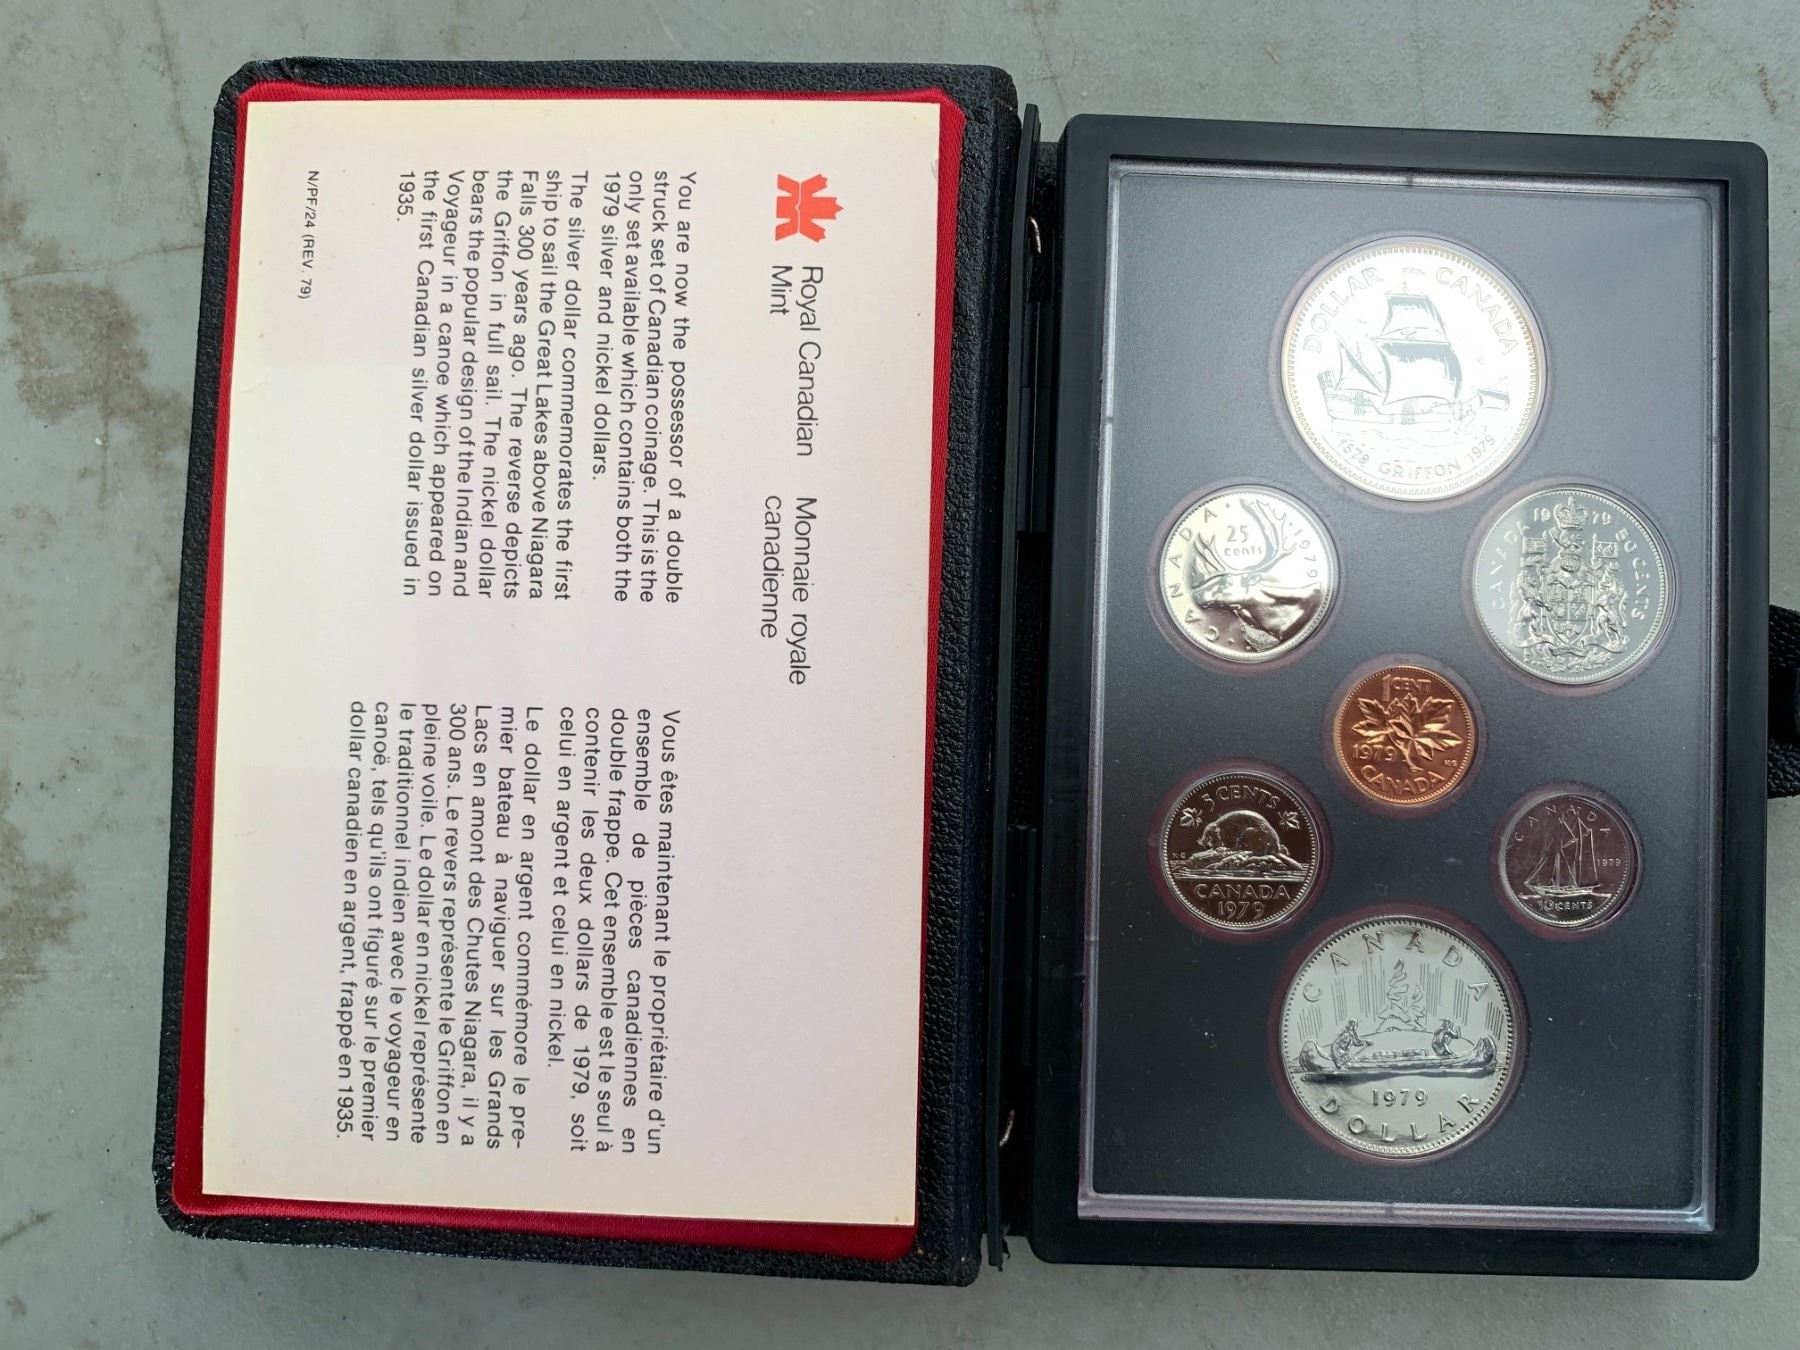 Royal Canadian
Mint
Monnaie royale
canadienne
You are now the possessor of a double
struck set of Canadian coinage. This is the
only set available which contains both the
1979 silver and nickel dollars.
The silver dollar commemorates the first
ship to sail the Great Lakes above Niagara
Falls 300 years ago. The reverse depicts
the Griffon in full sail. The nickel dollar
bears the popular design of the Indian and
Voyageur in a canoe which appeared on
the first Canadian silver dollar issued in
1935.
N/PF/24 (REV. 79)
Vous êtes maintenant le propriétaire d'un
ensemble de pièces canadiennes en
double frappe. Cet ensemble est le seul à
contenir les deux dollars de 1979, soit
celui en argent et celui en nickel.
Le dollar en argent commémore le pre-
mier bateau à naviguer sur les Grands
Lacs en amont des Chutes Niagara, il y a
300 ans. Le revers représente le Griffon en
pleine voile. Le dollar en nickel représente
le traditionnel indien avec le voyageur en
canoë, tels qu'ils ont figuré sur le premier
dollar canadien en argent, frappé en 1935.
DOLLAR CANADA
1679 GRIFFON 1979
CANADA · 1979
25
cents
CANADA 1979 50 CENTS
1 CENT
1979
KG
CANADA
5 CENTS
KG
CANADA
1979
CANADA
1979
10 CENTS
CANADA
1979
DOLLAR